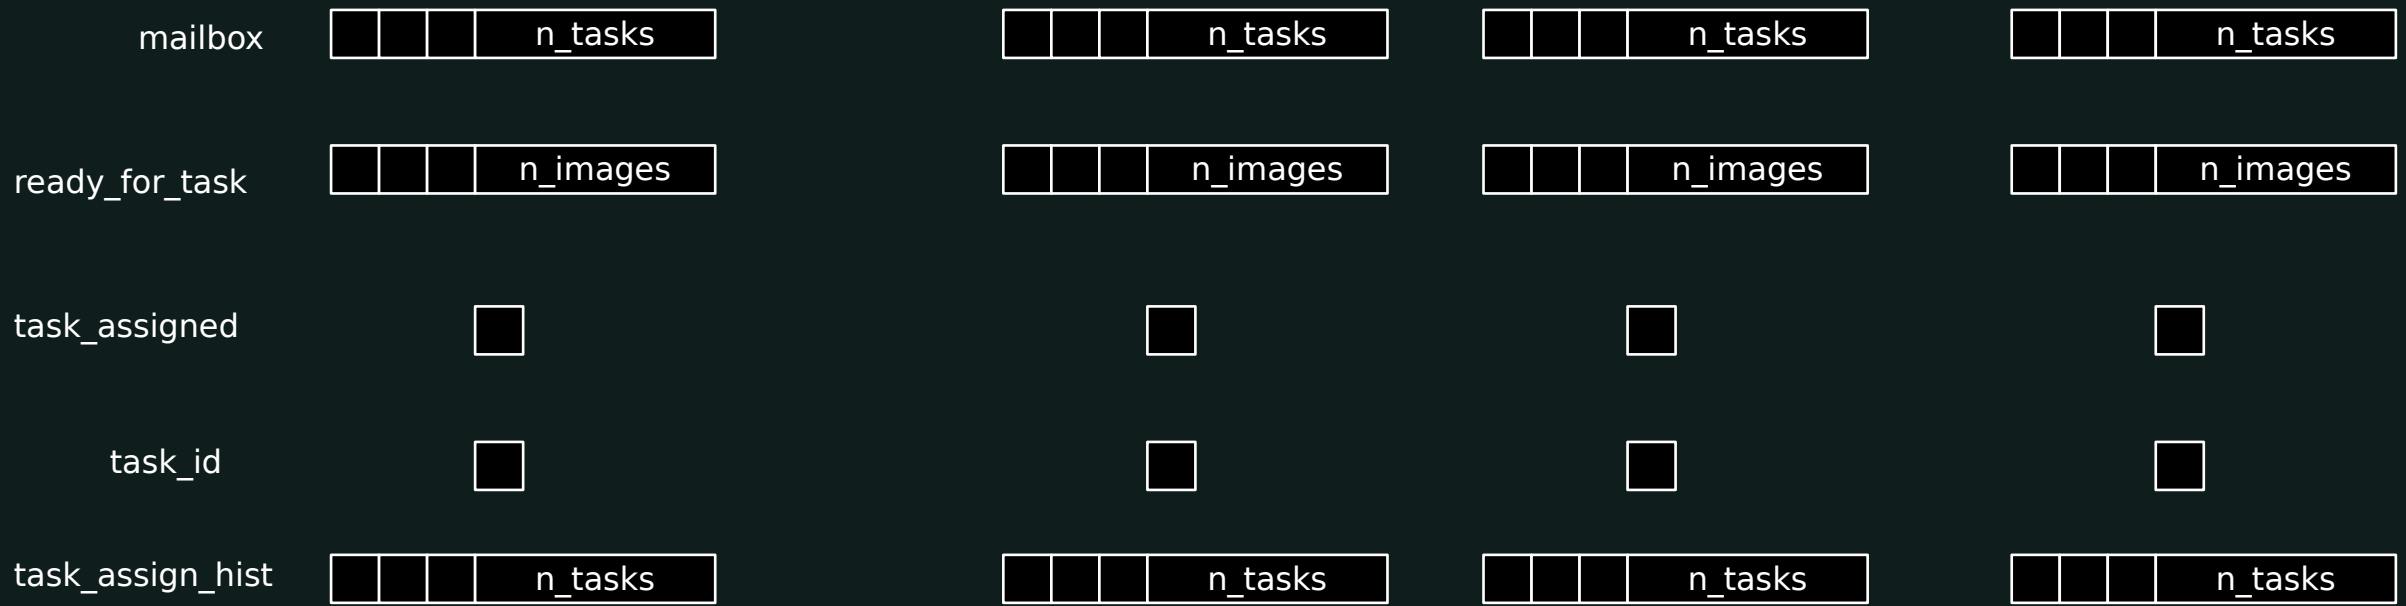 mailbox n_tasks n_tasks n_tasks n_tasks
ready_for_task n_images n_images n_images n_images
task_assigned
task_id
task_assign_hist n_tasks n_tasks n_tasks n_tasks